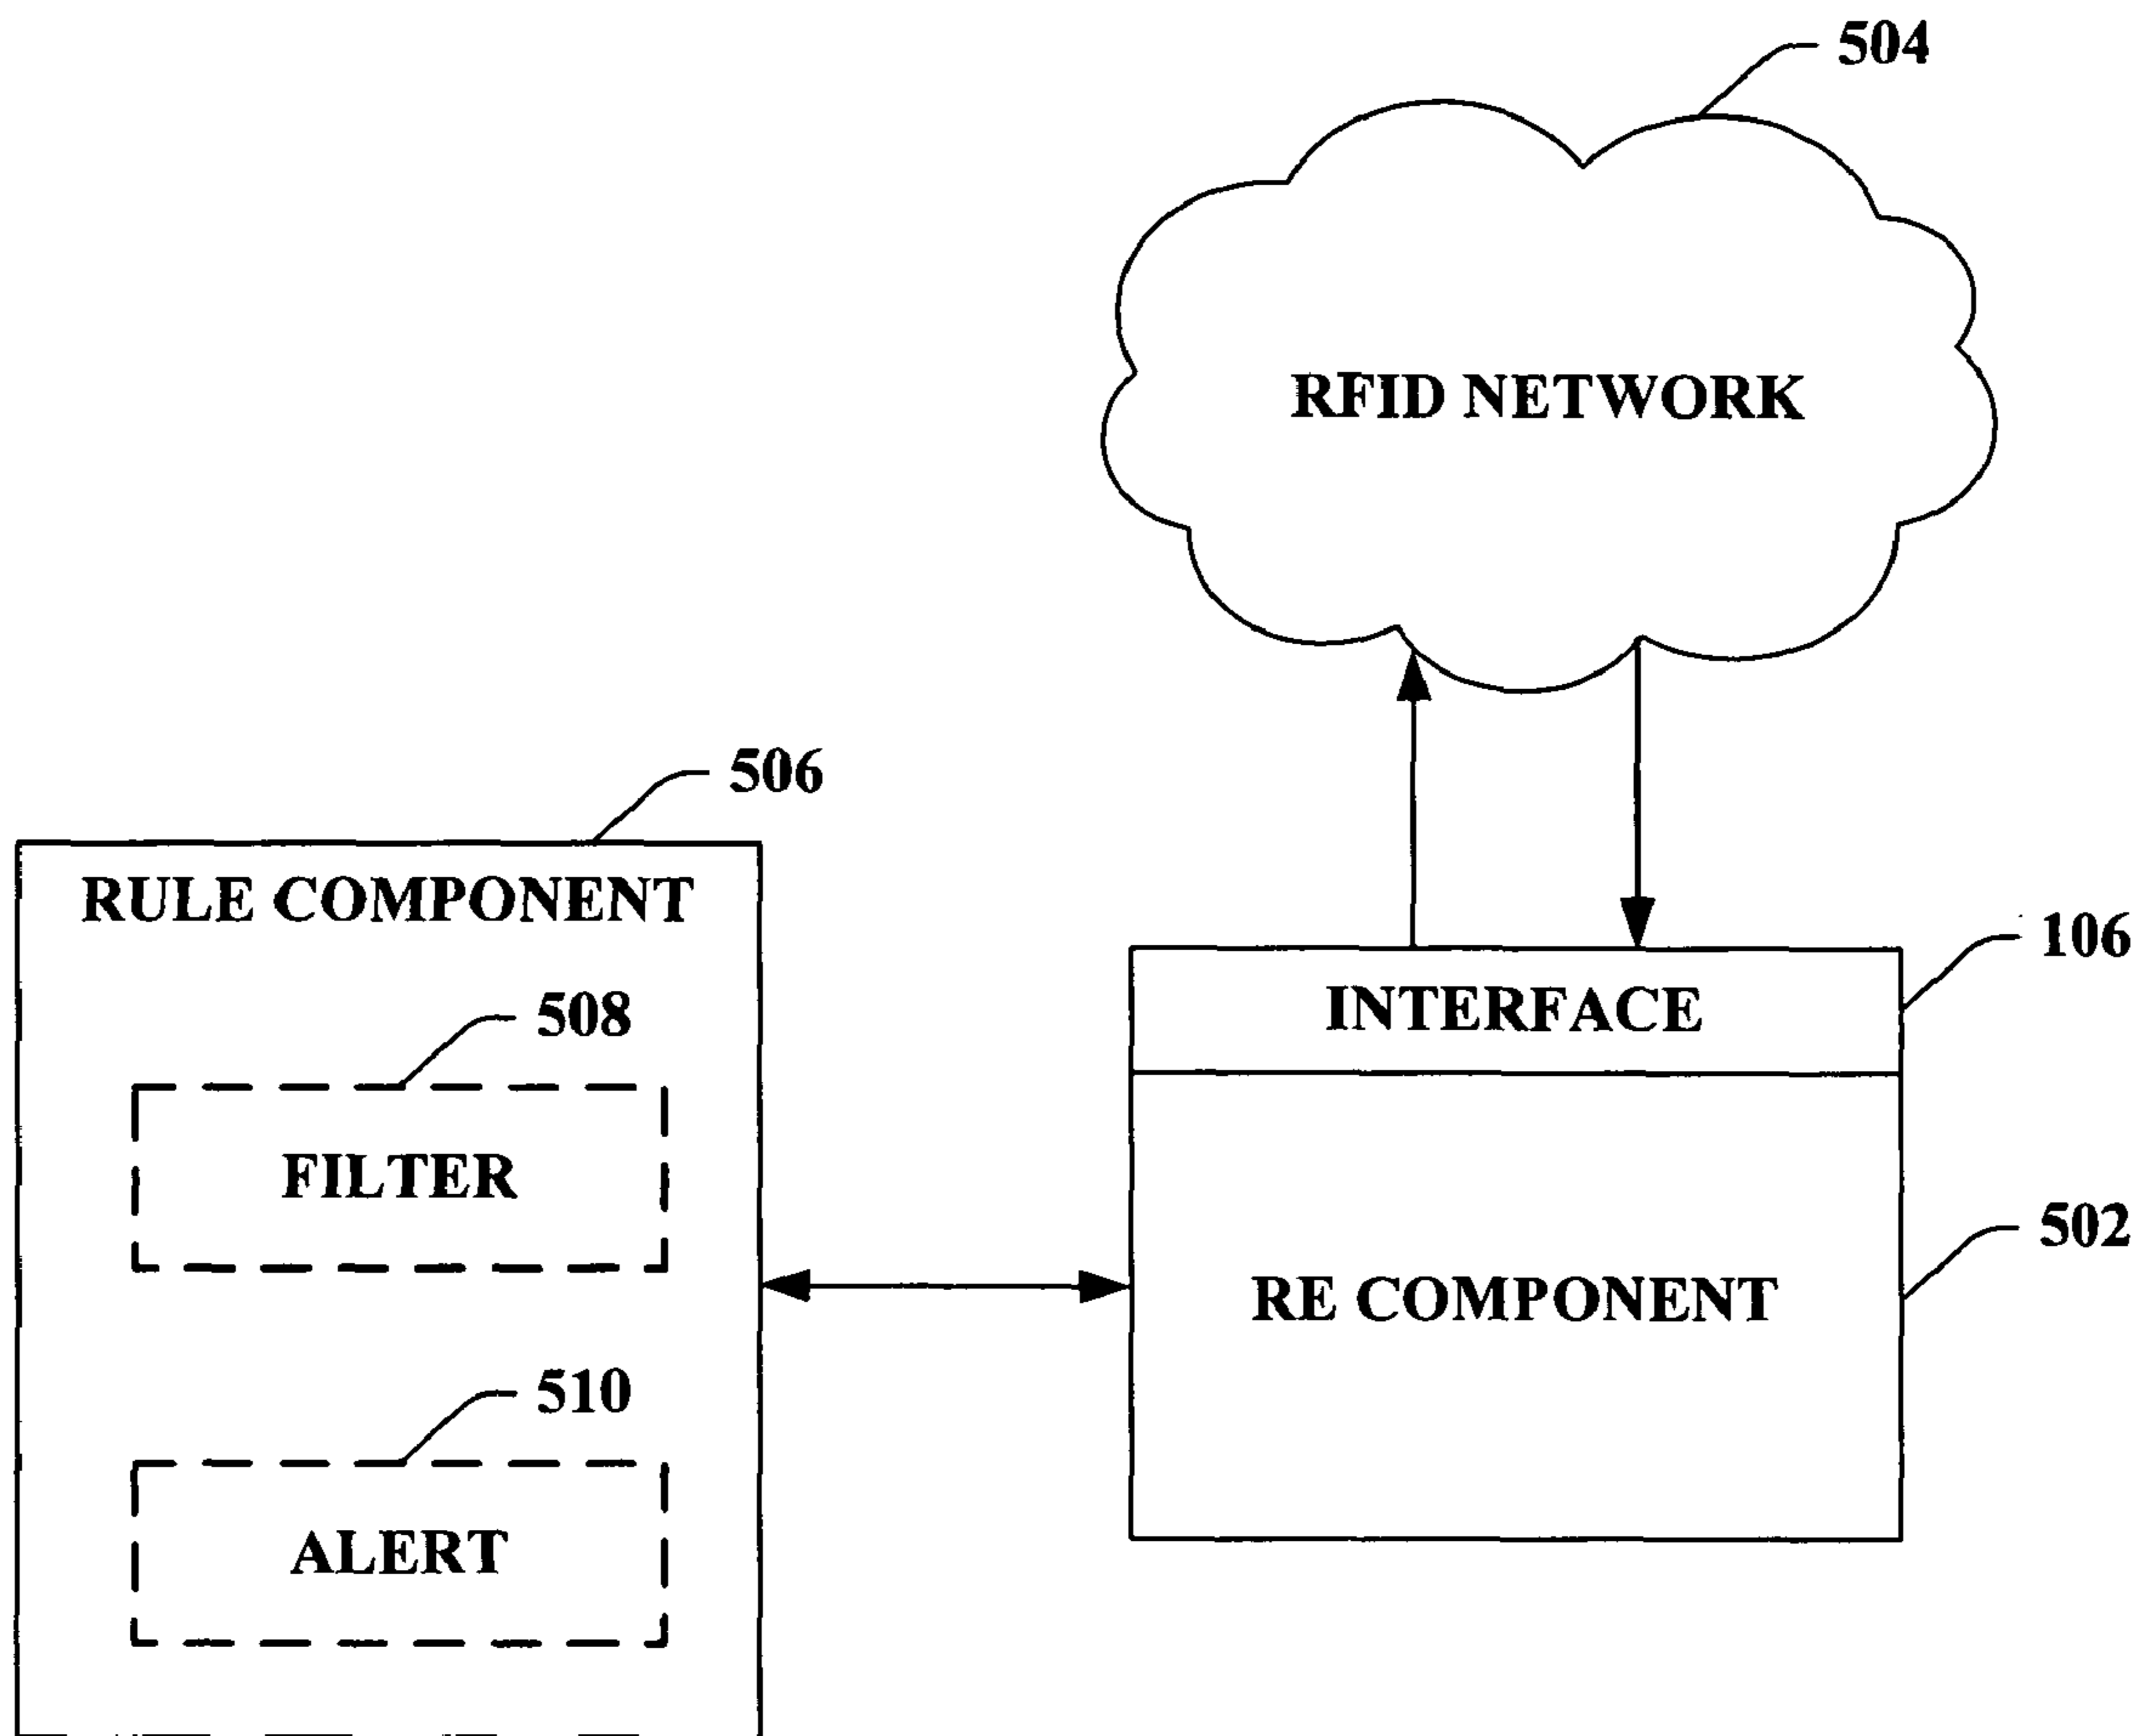 504
RFID NETWORK
506
RULE COMPONENT
106
INTERFACE
508
FILTER
502
RE COMPONENT
510
ALERT